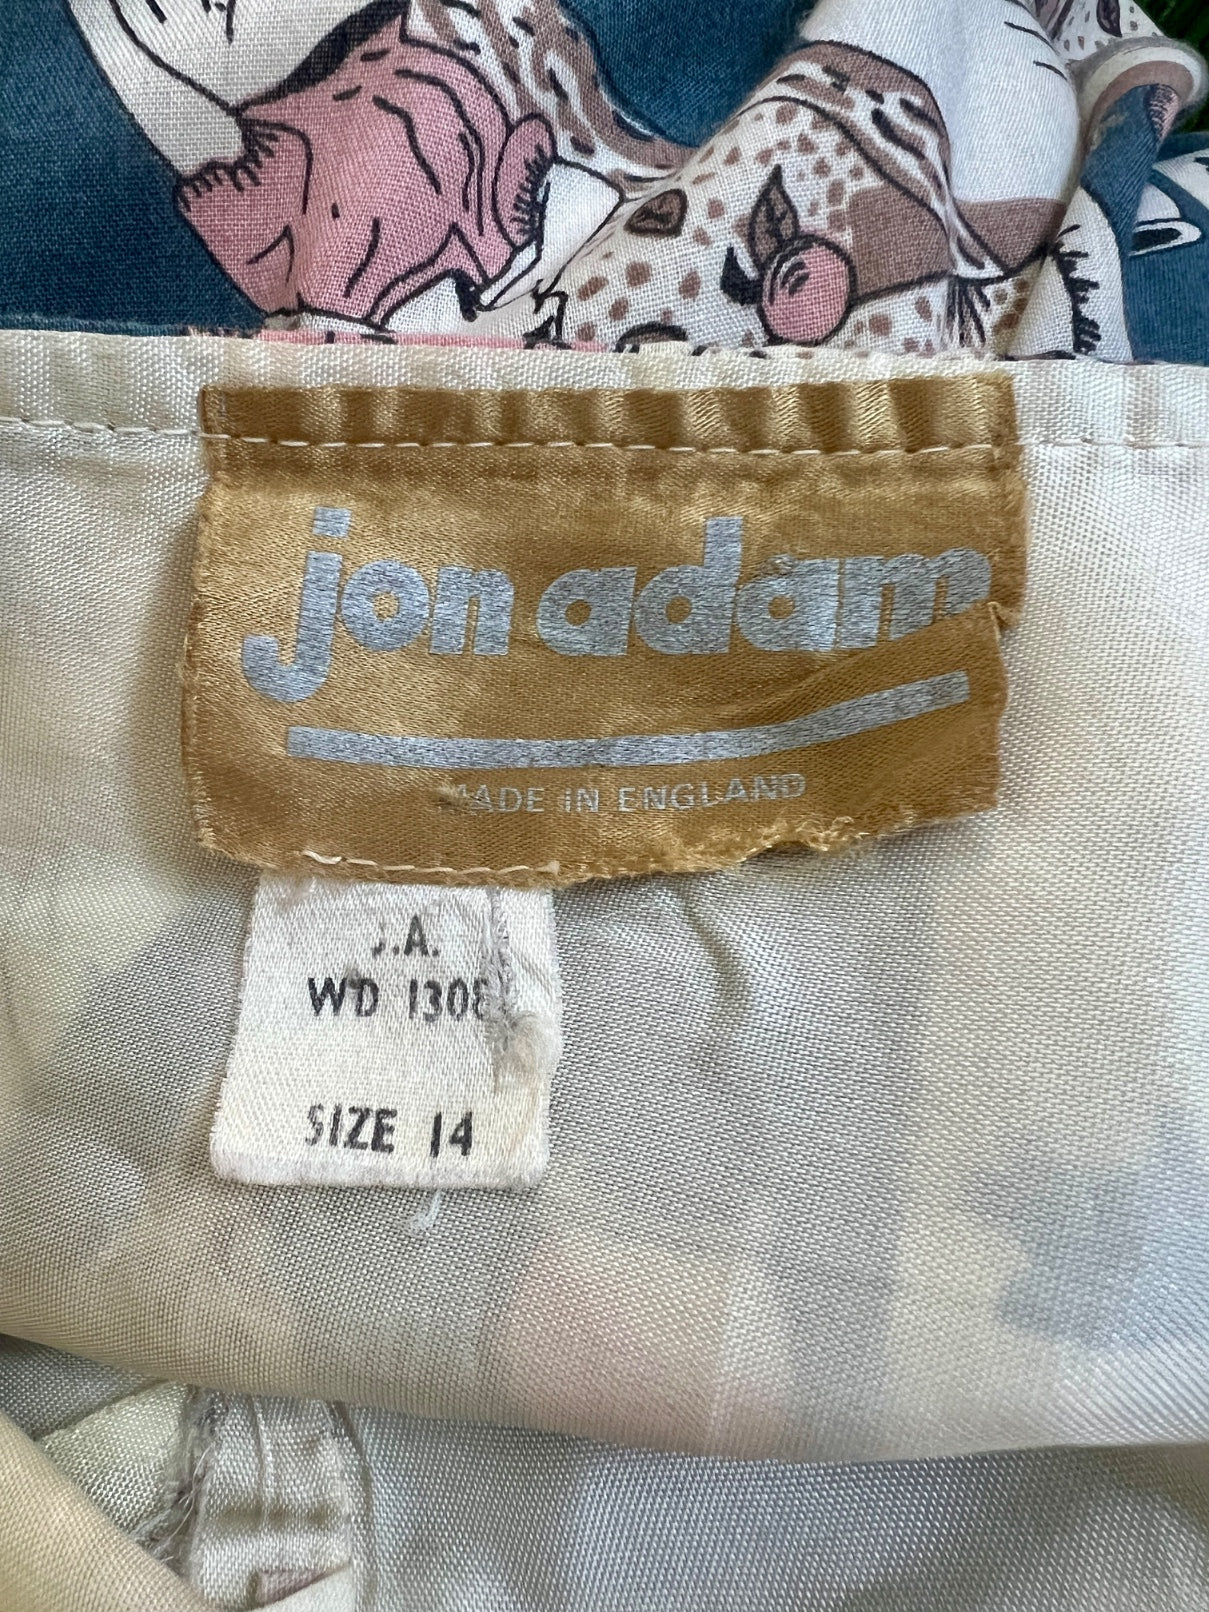 jon adam
MADE IN ENGLAND
J.A.
WD 1308
SIZE 14